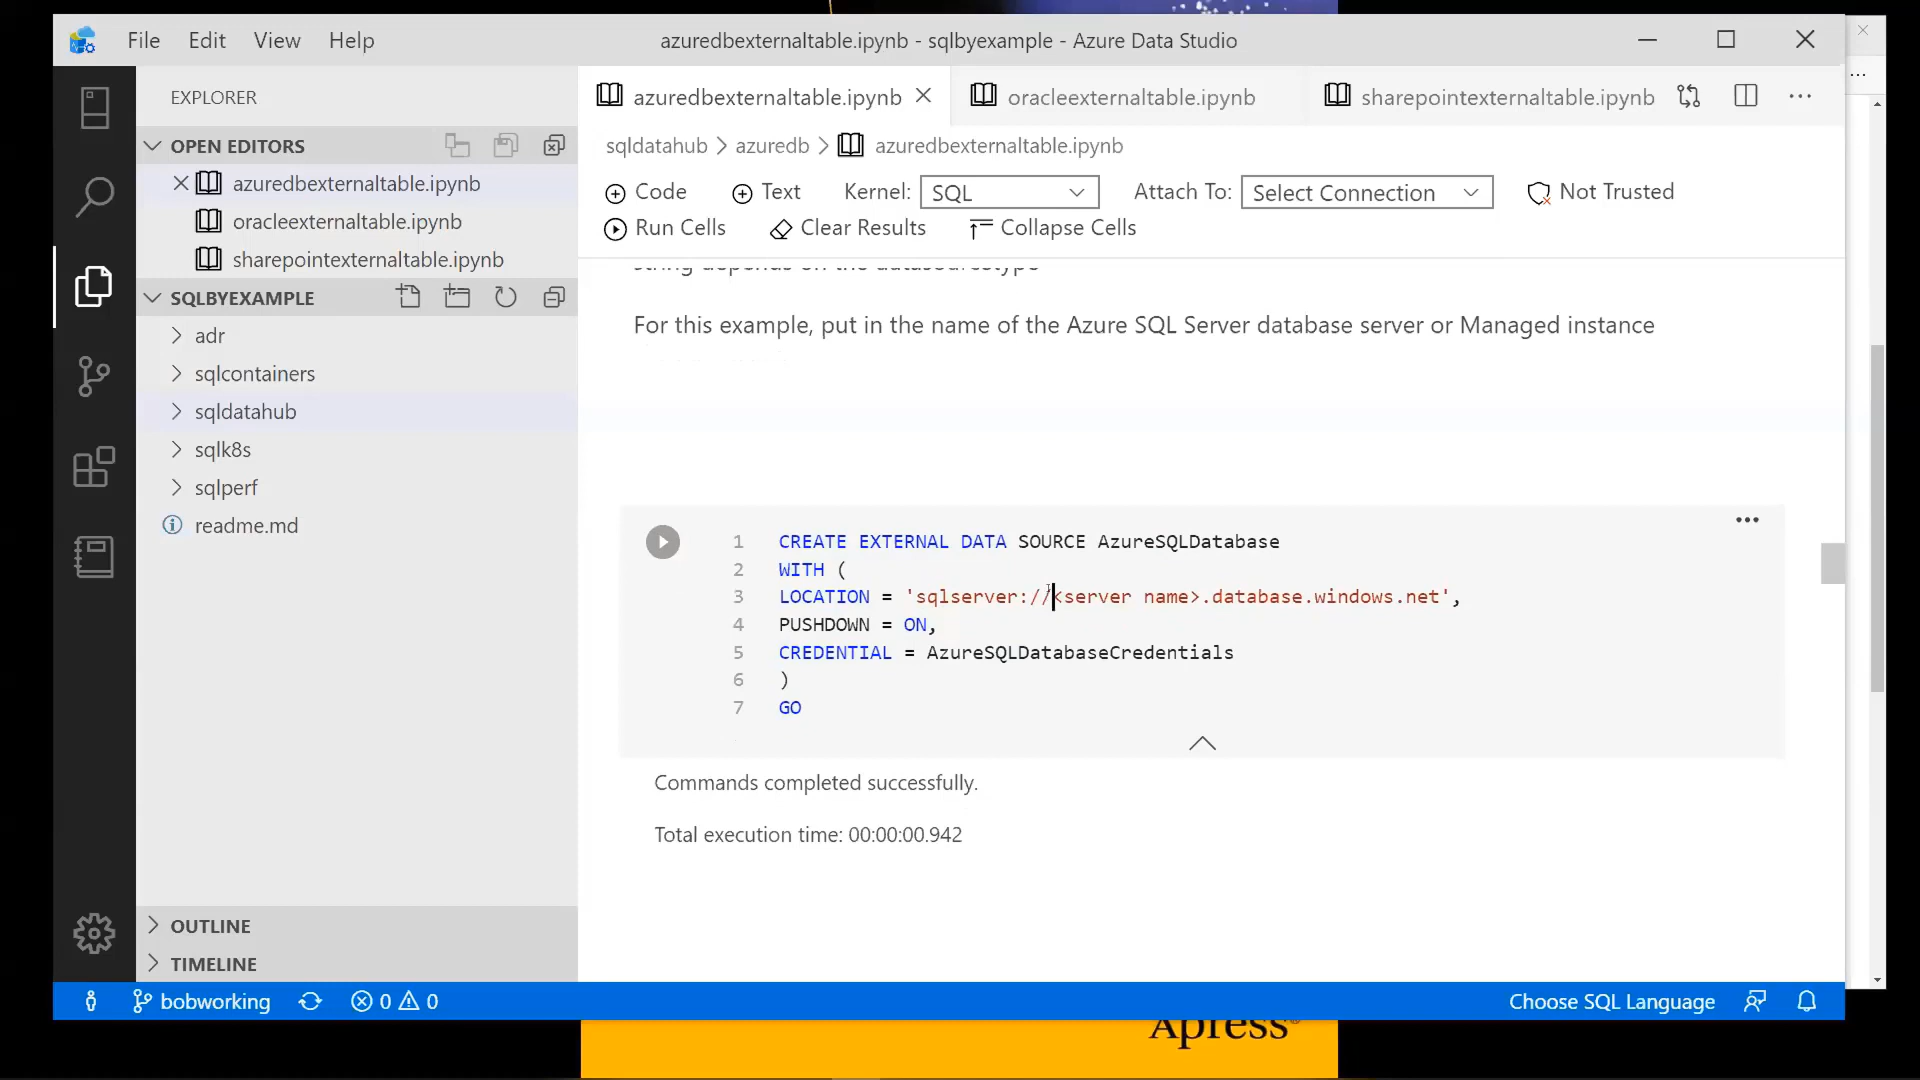 File Edit View Help
azuredbexternaltable.ipynb - sqlbyexample - Azure Data Studio
EXPLORER
OPEN EDITORS
azuredbexternaltable.ipynb
oracleexternaltable.ipynb
sharepointexternaltable.ipynb
SQLBYEXAMPLE
adr
sqlcontainers
sqldatahub
sqlk8s
sqlperf
readme.md
OUTLINE
TIMELINE
azuredbexternaltable.ipynb oracleexternaltable.ipynb sharepointexternaltable.ipynb
sqldatahub > azuredb > azuredbexternaltable.ipynb
Code Text Kernel: SQL Attach To: Select Connection Not Trusted
Run Cells Clear Results Collapse Cells
string depends on the datasourcetype
For this example, put in the name of the Azure SQL Server database server or Managed instance
1 CREATE EXTERNAL DATA SOURCE AzureSQLDatabase
2 WITH (
3 LOCATION = 'sqlserver://<server name>.database.windows.net',
4 PUSHDOWN = ON,
5 CREDENTIAL = AzureSQLDatabaseCredentials
6 )
7 GO
Commands completed successfully.
Total execution time: 00:00:00.942
bobworking 0 0 Choose SQL Language
Apress®